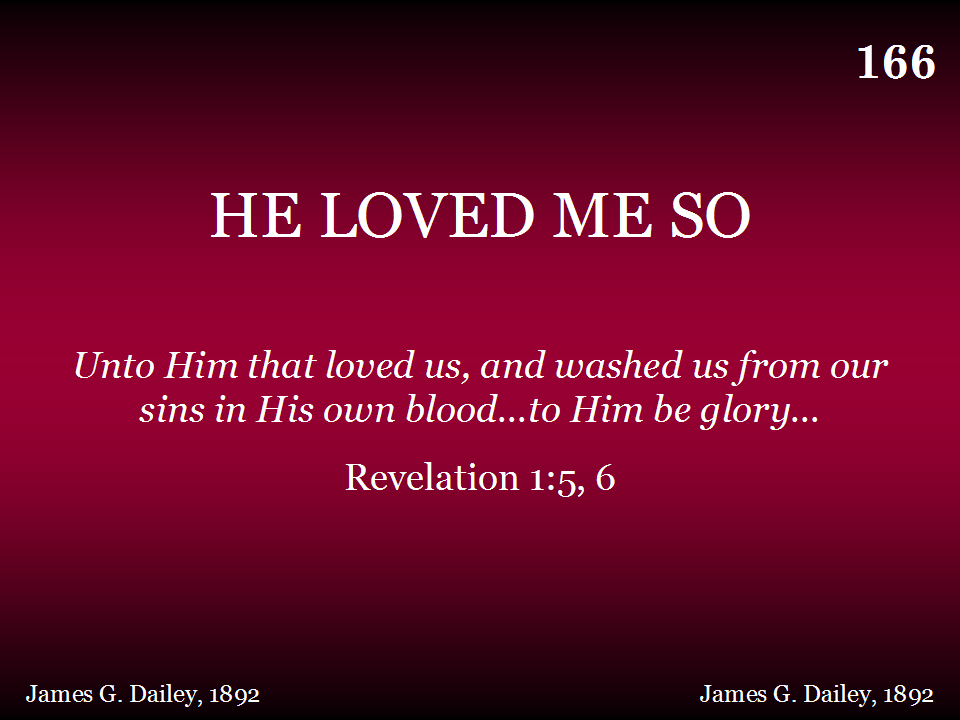 166
HE LOVED ME SO
Unto Him that loved us, and washed us from our
sins in His own blood...to Him be glory...
Revelation 1:5, 6
James G. Dailey, 1892
James G. Dailey, 1892